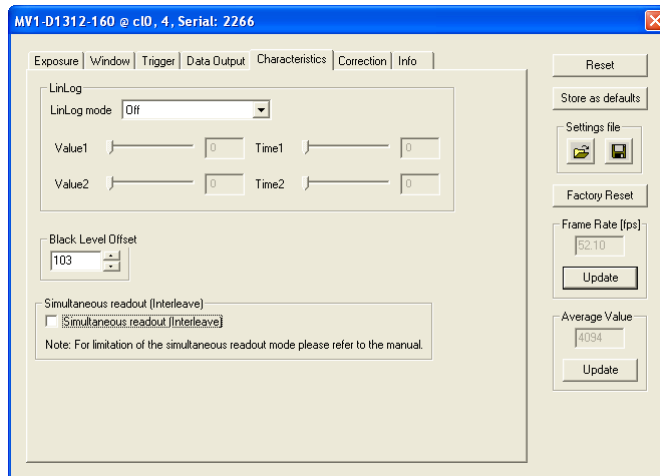 MV1-D1312-160 @ cl0, 4, Serial: 2266
Exposure Window Trigger Data Output Characteristics Correction Info
LinLog
LinLog mode Off
Value1 0 Time1 0
Value2 0 Time2 0
Black Level Offset
103
Simultaneous readout (Interleave)
Simultaneous readout (Interleave)
Note: For limitation of the simultaneous readout mode please refer to the manual.
Reset
Store as defaults
Settings file
Factory Reset
Frame Rate [fps]
52.10
Update
Average Value
4094
Update